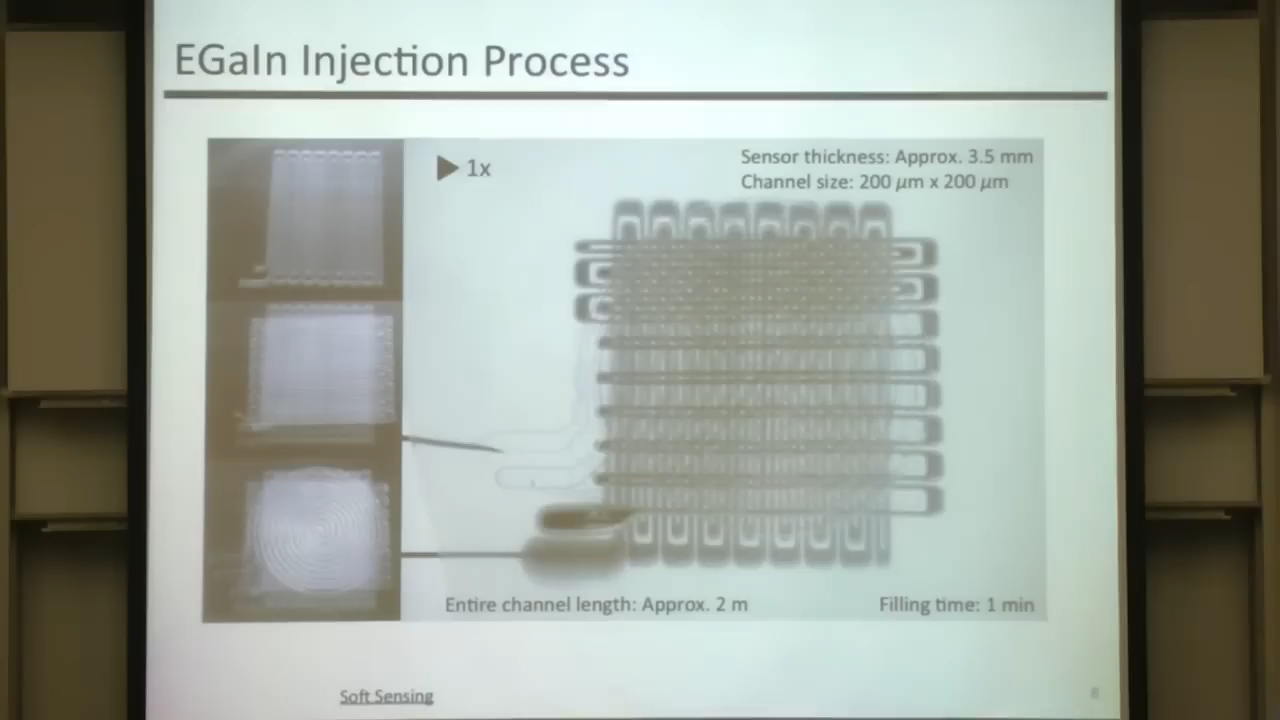 EGaIn Injection Process
1x
Sensor thickness: Approx. 3.5 mm
Channel size: 200 μm x 200 μm
Entire channel length: Approx. 2 m
Filling time: 1 min
Soft Sensing
8